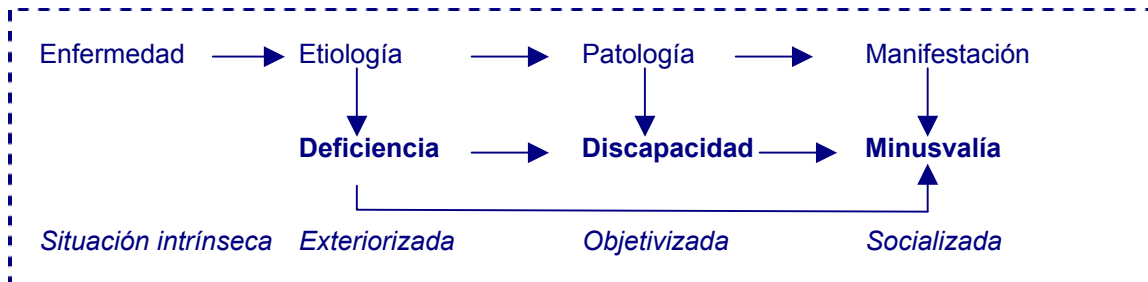 Enfermedad Etiología Patología Manifestación
Deficiencia Discapacidad Minusvalía
Situación intrínseca Exteriorizada Objetivizada Socializada